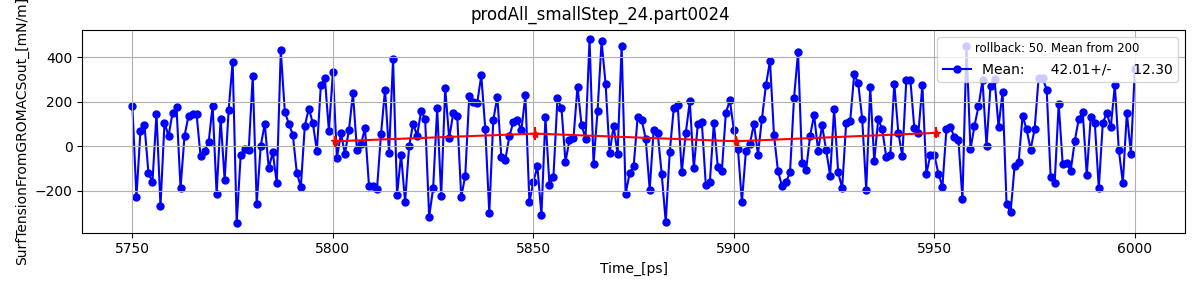 prodAll_smallStep_24.part0024
SurfTensionFromGROMACSout_[mN/m]
400
200
0
−200
rollback: 50. Mean from 200
Mean: 42.01+/- 12.30
5750 5800 5850 5900 5950 6000
Time_[ps]